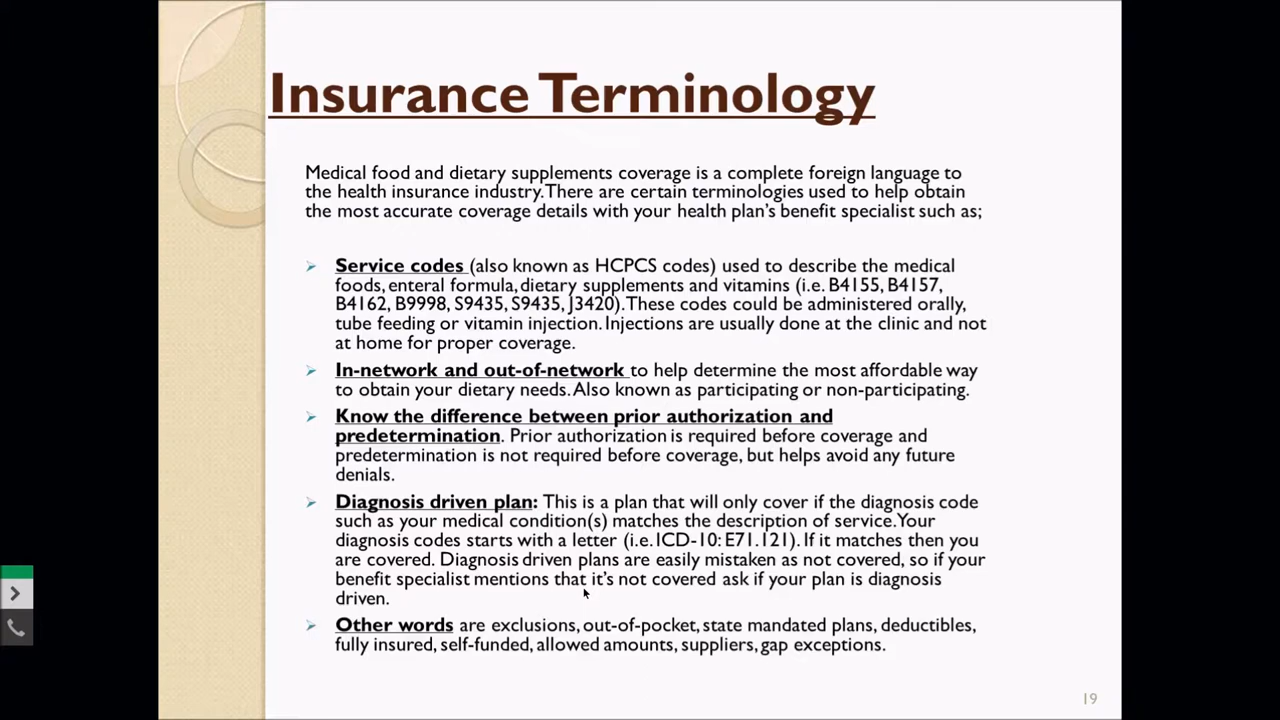 Insurance Terminology
Medical food and dietary supplements coverage is a complete foreign language to
the health insurance industry. There are certain terminologies used to help obtain
the most accurate coverage details with your health plan's benefit specialist such as;
Service codes (also known as HCPCS codes) used to describe the medical
foods, enteral formula, dietary supplements and vitamins (i.e. B4155, B4157,
B4162, B9998, S9435, S9435, J3420). These codes could be administered orally,
tube feeding or vitamin injection. Injections are usually done at the clinic and not
at home for proper coverage.
In-network and out-of-network to help determine the most affordable way
to obtain your dietary needs. Also known as participating or non-participating.
Know the difference between prior authorization and
predetermination. Prior authorization is required before coverage and
predetermination is not required before coverage, but helps avoid any future
denials.
Diagnosis driven plan: This is a plan that will only cover if the diagnosis code
such as your medical condition(s) matches the description of service. Your
diagnosis codes starts with a letter (i.e. ICD-10: E71.121). If it matches then you
are covered. Diagnosis driven plans are easily mistaken as not covered, so if your
benefit specialist mentions that it's not covered ask if your plan is diagnosis
driven.
Other words are exclusions, out-of-pocket, state mandated plans, deductibles,
fully insured, self-funded, allowed amounts, suppliers, gap exceptions.
19